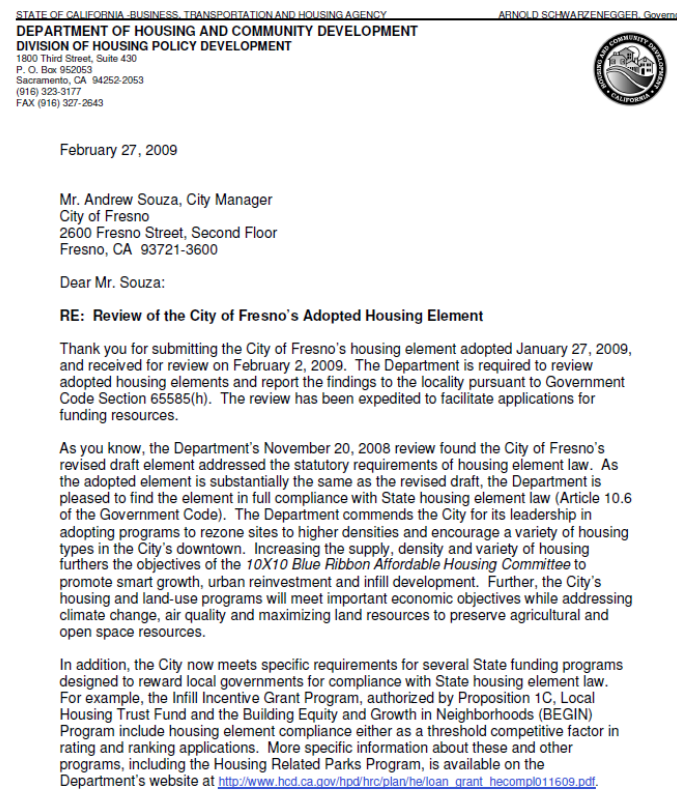 STATE OF CALIFORNIA -BUSINESS, TRANSPORTATION AND HOUSING AGENCY ARNOLD SCHWARZENEGGER, Governo
DEPARTMENT OF HOUSING AND COMMUNITY DEVELOPMENT
DIVISION OF HOUSING POLICY DEVELOPMENT
1800 Third Street, Suite 430
P. O. Box 952053
Sacramento, CA 94252-2053
(916) 323-3177
FAX (916) 327-2643
HOUSING AND COMMUNITY DEVELOPMENT
CALIFORNIA
February 27, 2009
Mr. Andrew Souza, City Manager
City of Fresno
2600 Fresno Street, Second Floor
Fresno, CA 93721-3600
Dear Mr. Souza:
RE: Review of the City of Fresno's Adopted Housing Element
Thank you for submitting the City of Fresno's housing element adopted January 27, 2009,
and received for review on February 2, 2009. The Department is required to review
adopted housing elements and report the findings to the locality pursuant to Government
Code Section 65585(h). The review has been expedited to facilitate applications for
funding resources.
As you know, the Department's November 20, 2008 review found the City of Fresno's
revised draft element addressed the statutory requirements of housing element law. As
the adopted element is substantially the same as the revised draft, the Department is
pleased to find the element in full compliance with State housing element law (Article 10.6
of the Government Code). The Department commends the City for its leadership in
adopting programs to rezone sites to higher densities and encourage a variety of housing
types in the City's downtown. Increasing the supply, density and variety of housing
furthers the objectives of the 10X10 Blue Ribbon Affordable Housing Committee to
promote smart growth, urban reinvestment and infill development. Further, the City's
housing and land-use programs will meet important economic objectives while addressing
climate change, air quality and maximizing land resources to preserve agricultural and
open space resources.
In addition, the City now meets specific requirements for several State funding programs
designed to reward local governments for compliance with State housing element law.
For example, the Infill Incentive Grant Program, authorized by Proposition 1C, Local
Housing Trust Fund and the Building Equity and Growth in Neighborhoods (BEGIN)
Program include housing element compliance either as a threshold competitive factor in
rating and ranking applications. More specific information about these and other
programs, including the Housing Related Parks Program, is available on the
Department's website at http://www.hcd.ca.gov/hpd/hrc/plan/he/loan_grant_hecompl011609.pdf.